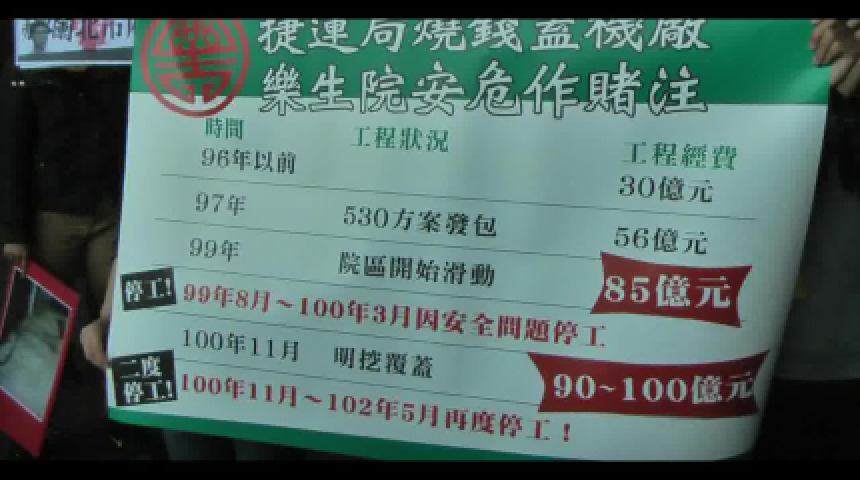 捷運局燒錢蓋機廠
樂生院安危作賭注
時間 工程狀況 工程經費
96年以前 30億元
97年 530方案發包 56億元
99年 院區開始滑動 85億元
停工! 99年8月～100年3月因安全問題停工
100年11月 明挖覆蓋 90~100億元
二度
停工! 100年11月～102年5月再度停工！